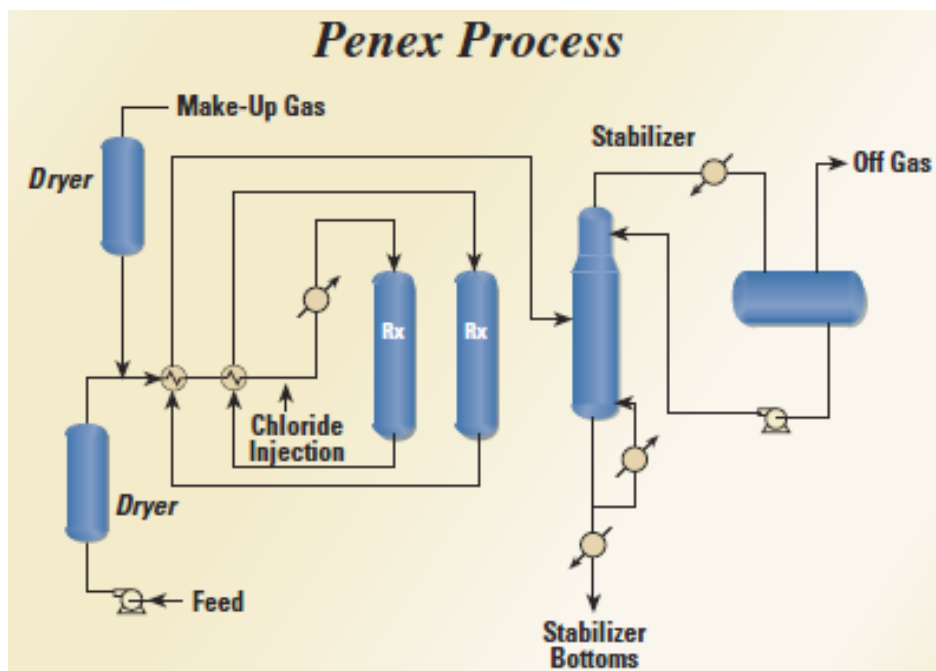 Penex Process
Make-Up Gas
Stabilizer
Off Gas
Dryer
Rx
Rx
Chloride
Injection
Dryer
Feed
Stabilizer
Bottoms